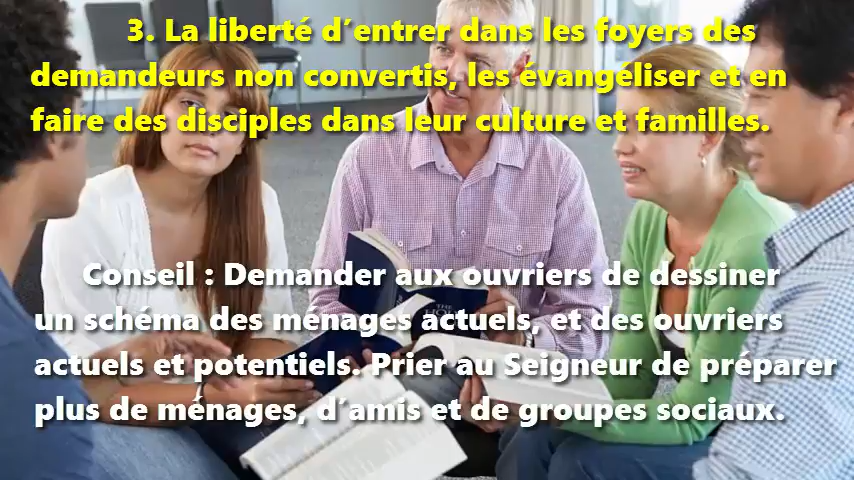 3. La liberté d’entrer dans les foyers des
demandeurs non convertis, les évangéliser et en
faire des disciples dans leur culture et familles.
Conseil : Demander aux ouvriers de dessiner
un schéma des ménages actuels, et des ouvriers
actuels et potentiels. Prier au Seigneur de préparer
plus de ménages, d’amis et de groupes sociaux.
THE